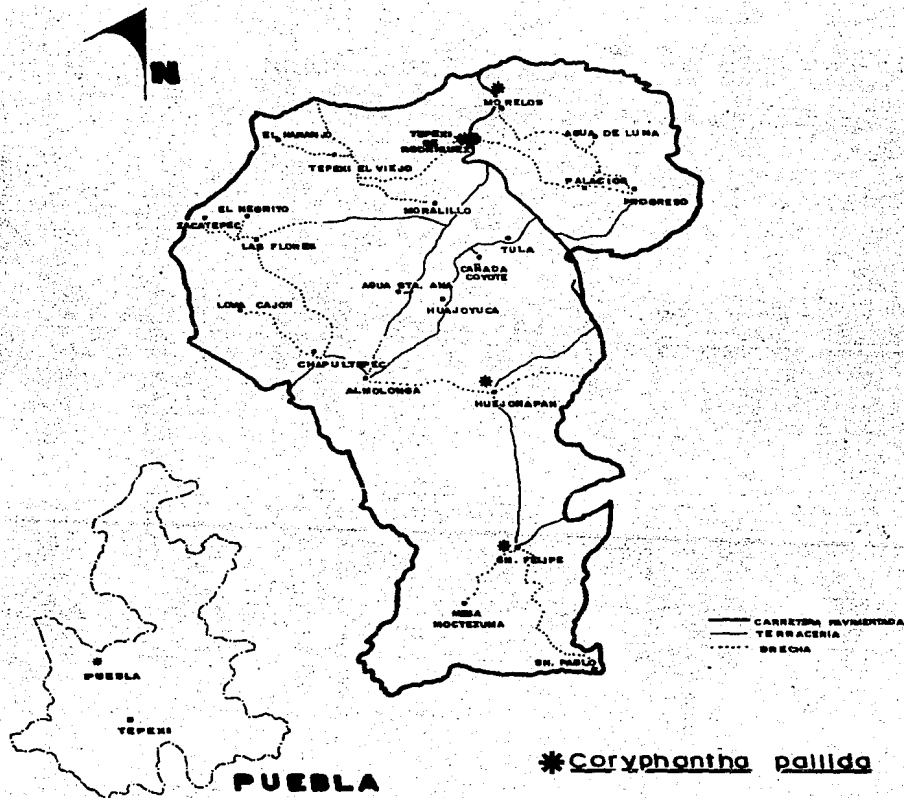 N
MORELOS
EL NARANJO
TEPEXI
DE
RODRIGUEZ
AGUA DE LUNA
TEPEXI EL VIEJO
PALACIOS
PROGRESO
MORALILLO
EL NEGRITO
ZACATEPEC
LAS FLORES
TULA
CAÑADA
COYOTE
AGUA STA. ANA
LOMA CAJON
HUAJOYUCA
CHAPULTEPEC
ALMOLONGA
HUEJONAPAN
SN. FELIPE
MESA
MOCTEZUMA
SN. PABLO
CARRETERA PAVIMENTADA
TERRACERIA
BRECHA
PUEBLA
TEPEXI
PUEBLA
Coryphantha pallida